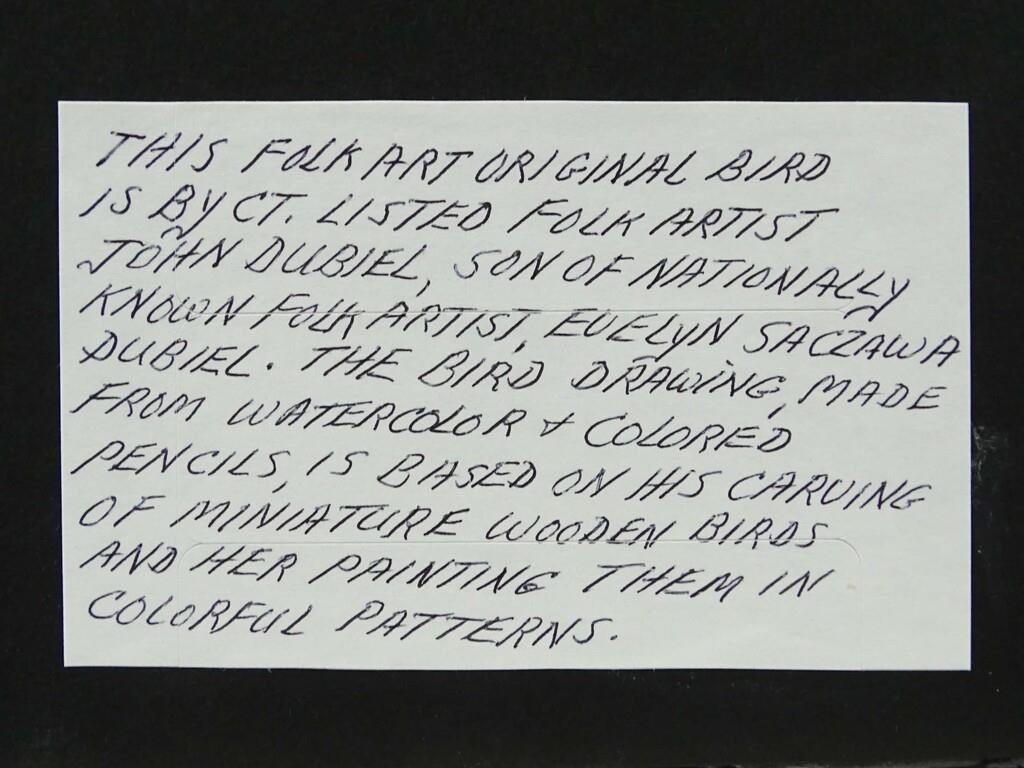 THIS FOLK ART ORIGINAL BIRD
IS BY CT. LISTED FOLK ARTIST
JOHN DUBIEL, SON OF NATIONALLY
KNOWN FOLK ARTIST, EVELYN SACZAWA
DUBIEL. THE BIRD DRAWING, MADE
FROM WATERCOLOR & COLORED
PENCILS, IS BASED ON HIS CARVING
OF MINIATURE WOODEN BIRDS
AND HER PAINTING THEM IN
COLORFUL PATTERNS.